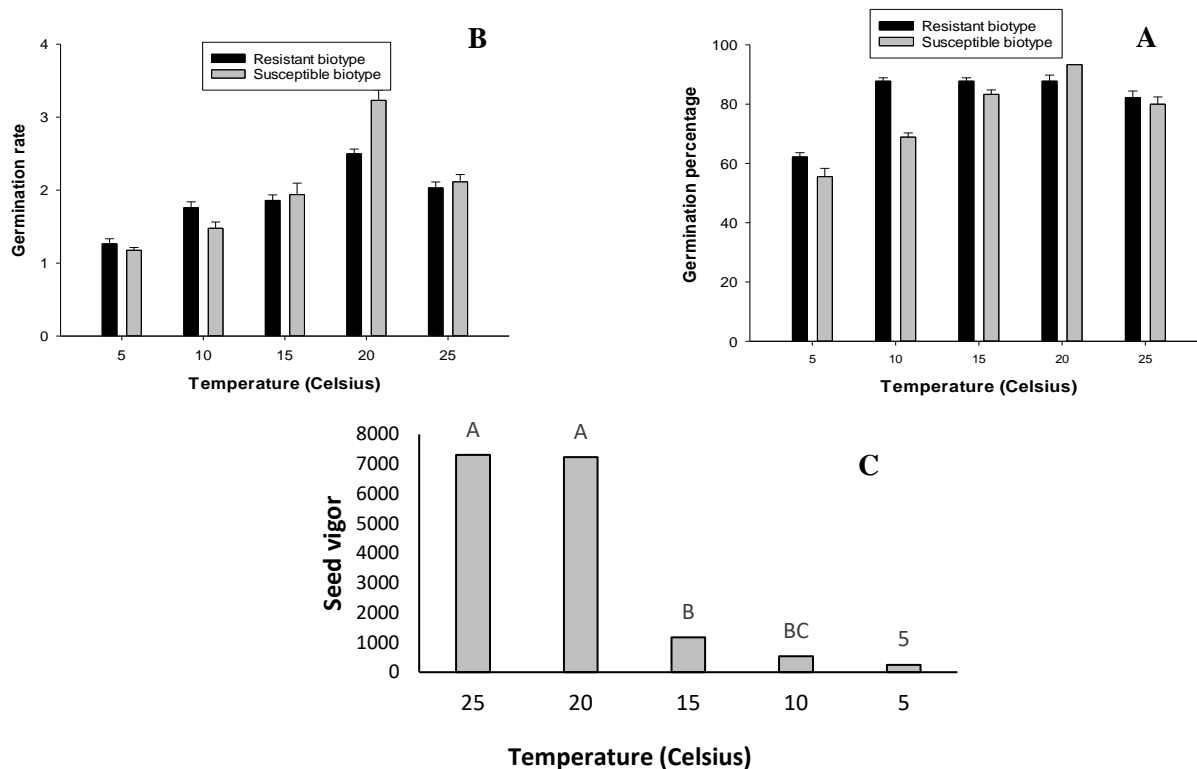 B
Resistant biotype
Susceptible biotype
Germination rate
4
3
2
1
0
5 10 15 20 25
Temperature (Celsius)
A
Resistant biotype
Susceptible biotype
Germination percentage
100
80
60
40
20
0
5 10 15 20 25
Temperature (Celsius)
C
Seed vigor
8000
7000
6000
5000
4000
3000
2000
1000
0
A A B BC 5
25 20 15 10 5
Temperature (Celsius)